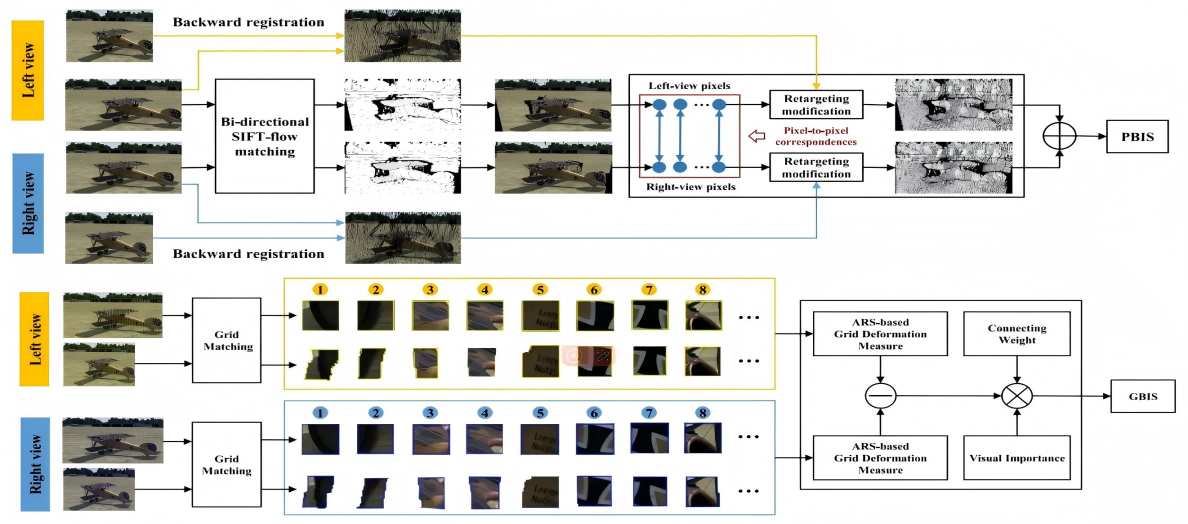 Left view
Backward registration
Bi-directional
SIFT-flow
matching
Left-view pixels
Pixel-to-pixel
correspondences
Right-view pixels
Retargeting
modification
Retargeting
modification
PBIS
Right view
Backward registration
Left view
Grid
Matching
1 2 3 4 5 6 7 8
Right view
Grid
Matching
1 2 3 4 5 6 7 8
ARS-based
Grid Deformation
Measure
Connecting
Weight
ARS-based
Grid Deformation
Measure
Visual Importance
GBIS